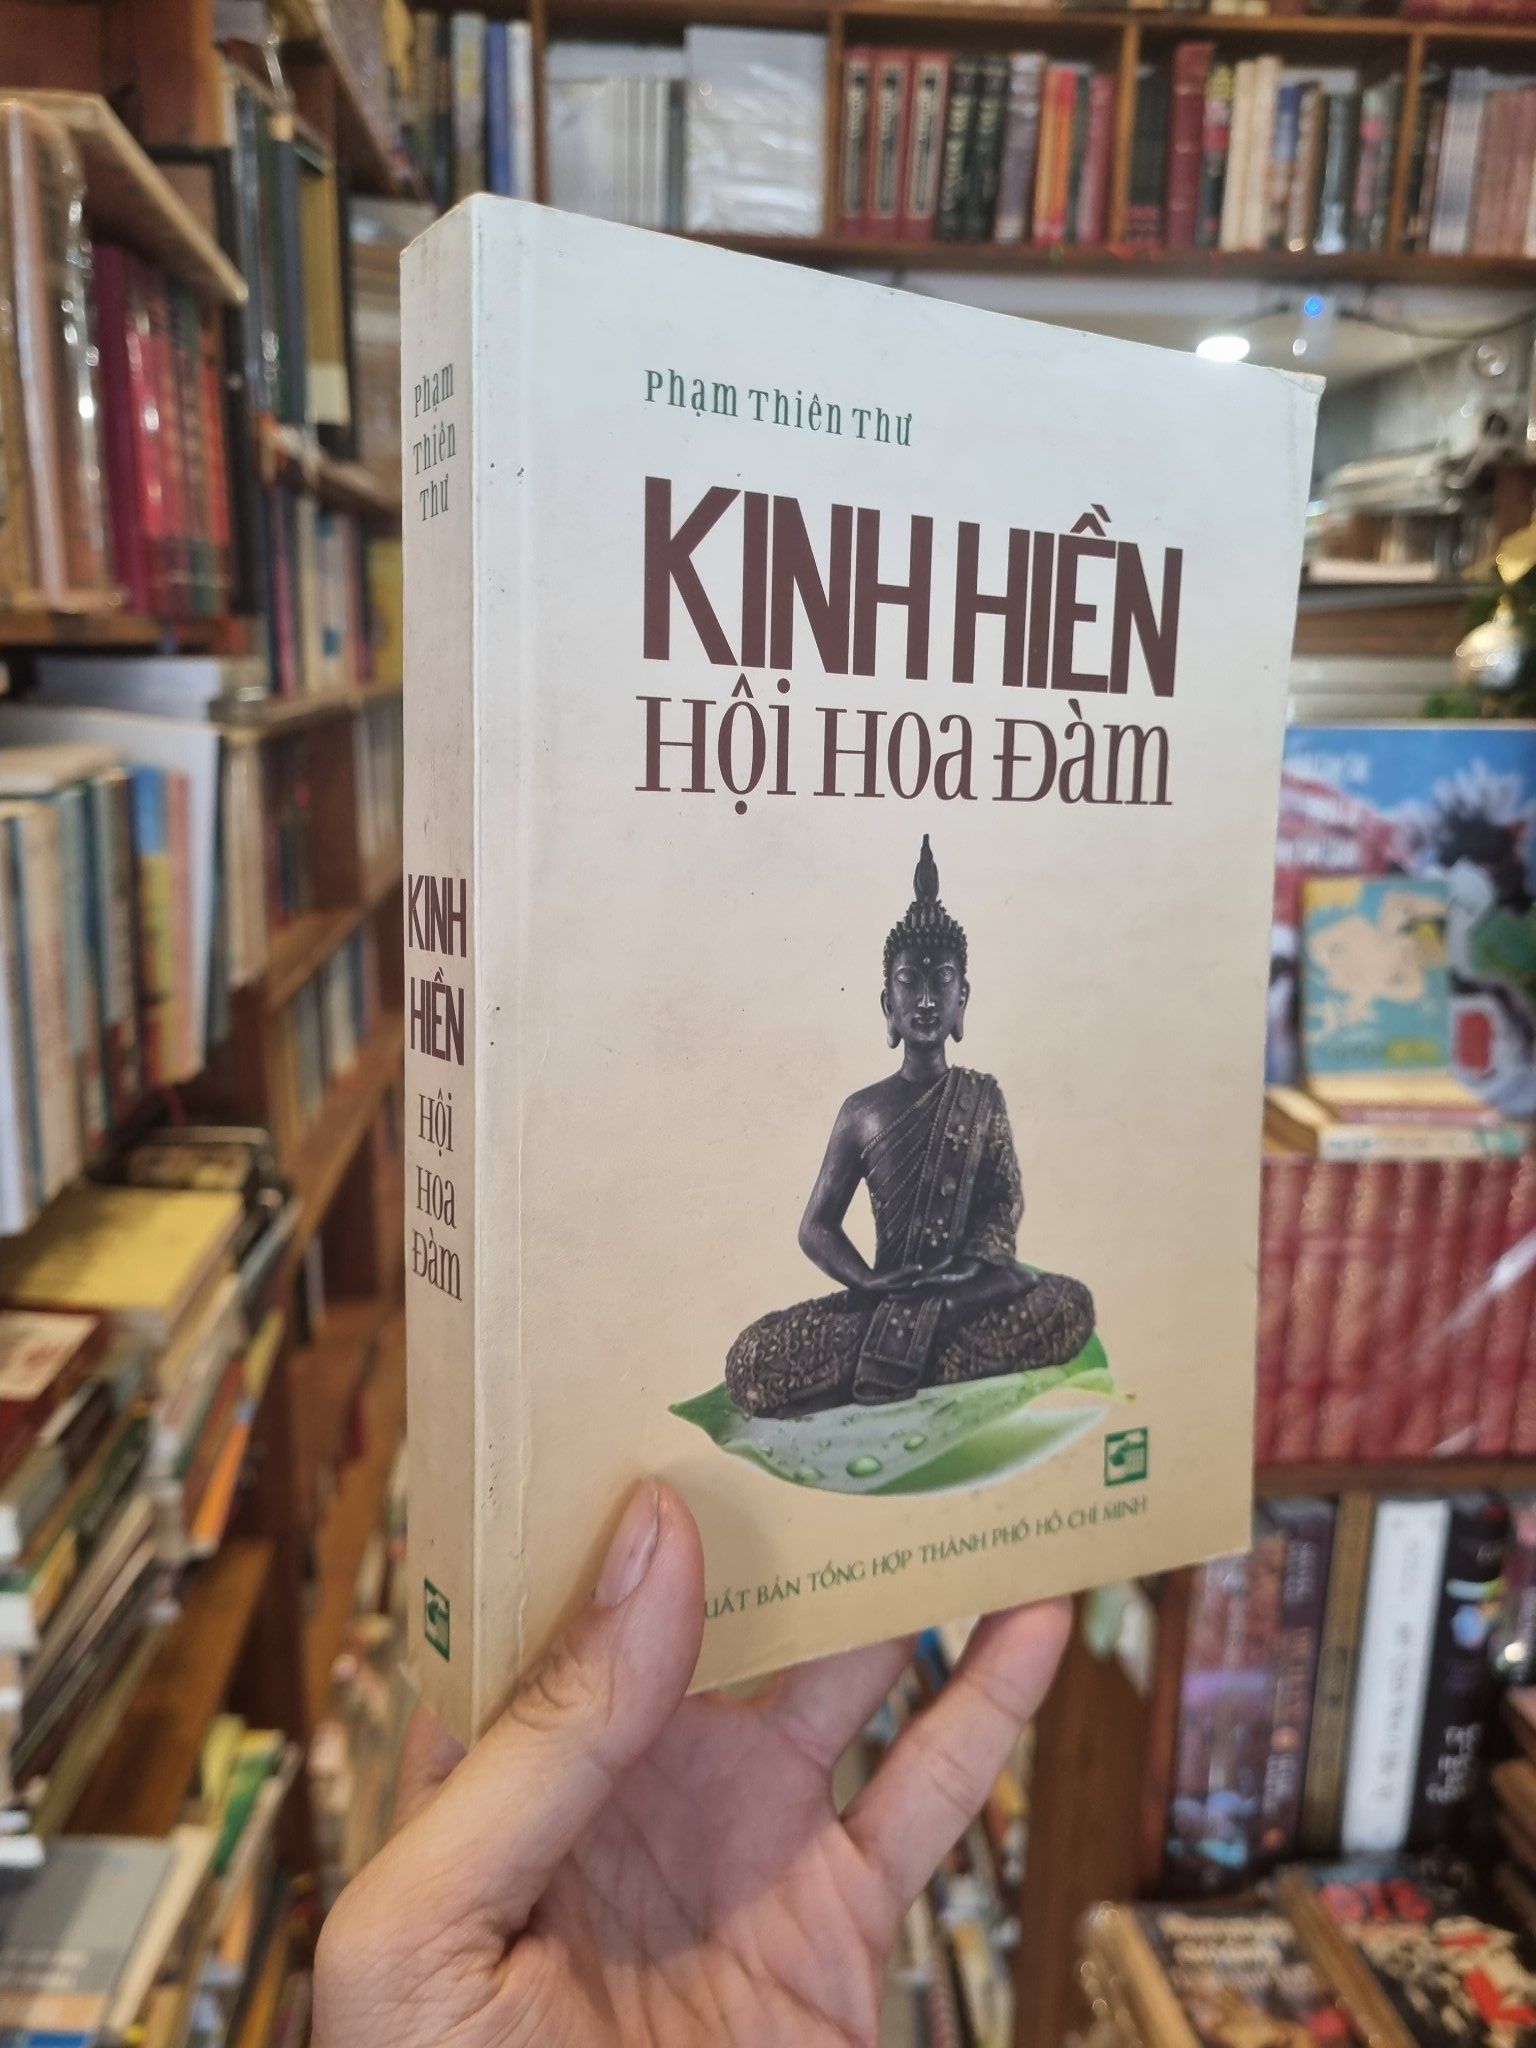 Phạm Thiên Thư
KINH HIỀN
Hội Hoa Đàm
UẤT BẢN TỔNG HỢP THÀNH PHỐ HỒ CHÍ MINH
Phạm
Thiên
Thư
KINH
HIỀN
Hội
Hoa
Đàm